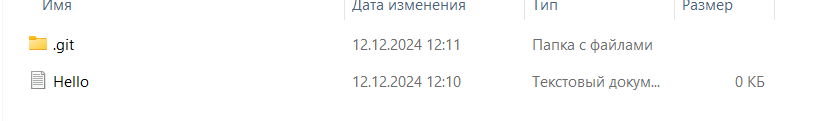 Имя Дата изменения Тип Размер
.git 12.12.2024 12:11 Папка с файлами
Hello 12.12.2024 12:10 Текстовый докум... 0 КБ